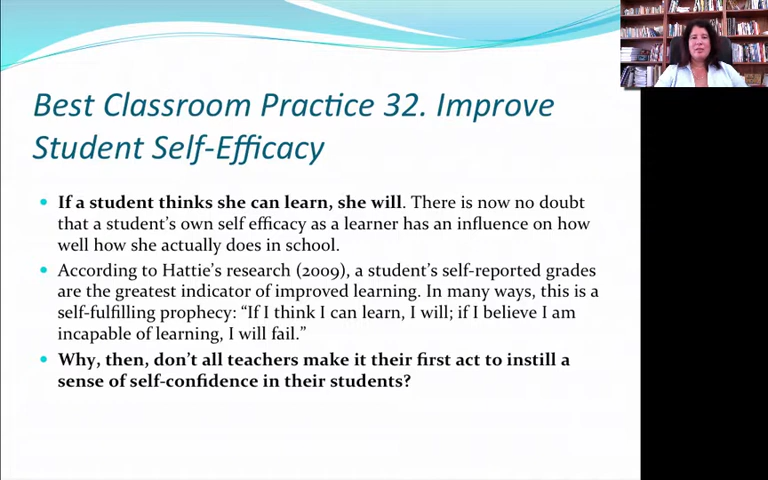 Best Classroom Practice 32. Improve
Student Self-Efficacy
If a student thinks she can learn, she will. There is now no doubt
that a student's own self efficacy as a learner has an influence on how
well how she actually does in school.
According to Hattie's research (2009), a student's self-reported grades
are the greatest indicator of improved learning. In many ways, this is a
self-fulfilling prophecy: “If I think I can learn, I will; if I believe I am
incapable of learning, I will fail.”
Why, then, don't all teachers make it their first act to instill a
sense of self-confidence in their students?